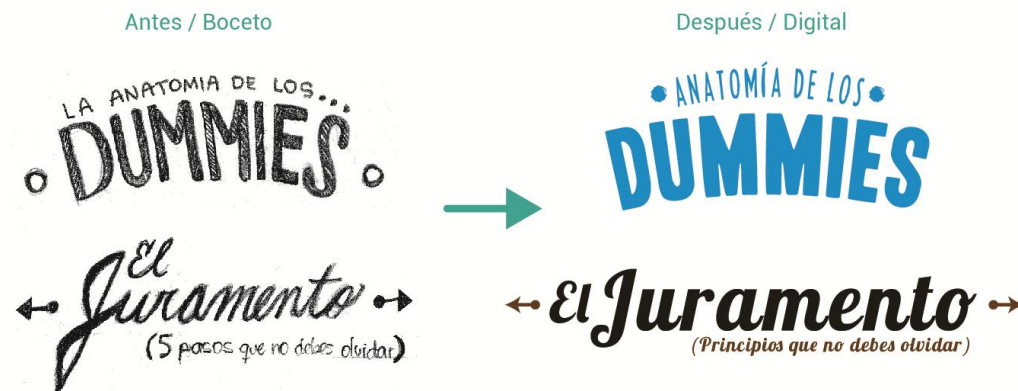 Antes / Boceto
LA ANATOMIA DE LOS...
DUMMIES
El
Juramento
(5 pasos que no debes olvidar)
Después / Digital
ANATOMÍA DE LOS
DUMMIES
El Juramento
(Principios que no debes olvidar)